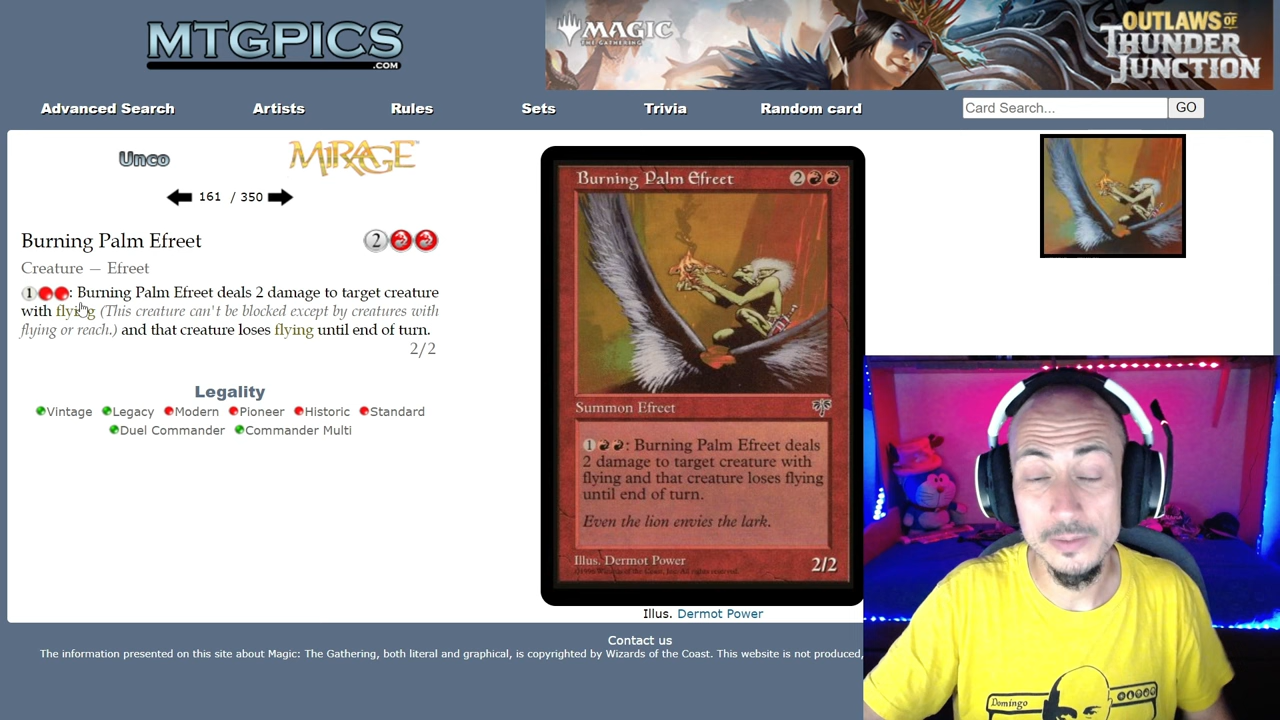 MTGPICS
.COM
MAGIC
THE GATHERING
OUTLAWS OF
THUNDER
JUNCTION
Advanced Search Artists Rules Sets Trivia Random card Card Search... GO
Unco MIRAGE
161 / 350
Burning Palm Efreet 2
Creature — Efreet
1: Burning Palm Efreet deals 2 damage to target creature
with flying (This creature can't be blocked except by creatures with
flying or reach.) and that creature loses flying until end of turn.
2/2
Legality
Vintage Legacy Modern Pioneer Historic Standard
Duel Commander Commander Multi
Burning Palm Efreet 2
Summon Efreet
1: Burning Palm Efreet deals
2 damage to target creature with
flying and that creature loses flying
until end of turn.
Even the lion envies the lark.
Illus. Dermot Power
2/2
Illus. Dermot Power
Contact us
The information presented on this site about Magic: The Gathering, both literal and graphical, is copyrighted by Wizards of the Coast. This website is not produced,
Domingo